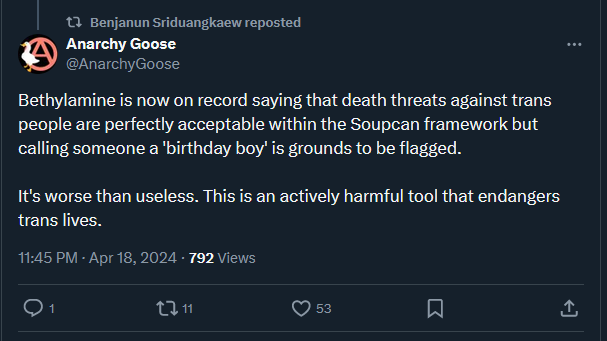 Benjanun Sriduangkaew reposted
Anarchy Goose
@AnarchyGoose
Bethylamine is now on record saying that death threats against trans
people are perfectly acceptable within the Soupcan framework but
calling someone a 'birthday boy' is grounds to be flagged.
It's worse than useless. This is an actively harmful tool that endangers
trans lives.
11:45 PM · Apr 18, 2024 · 792 Views
1 11 53